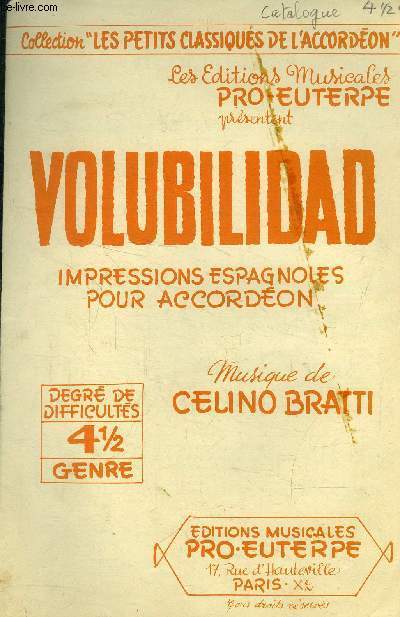 Catalogue 4 1/2
e-livre.com
Collection "LES PETITS CLASSIQUES DE L'ACCORDÉON"
Les Editions Musicales
PRO-EUTERPE
présentent
VOLUBILIDAD
IMPRESSIONS ESPAGNOLES
POUR ACCORDÉON
Musique de
CELINO BRATTI
DEGRÉ DE
DIFFICULTÉS
4 1/2
GENRE
EDITIONS MUSICALES
PRO-EUTERPE
17, Rue d'Hauteville
PARIS-Xe
Tous droits réservés